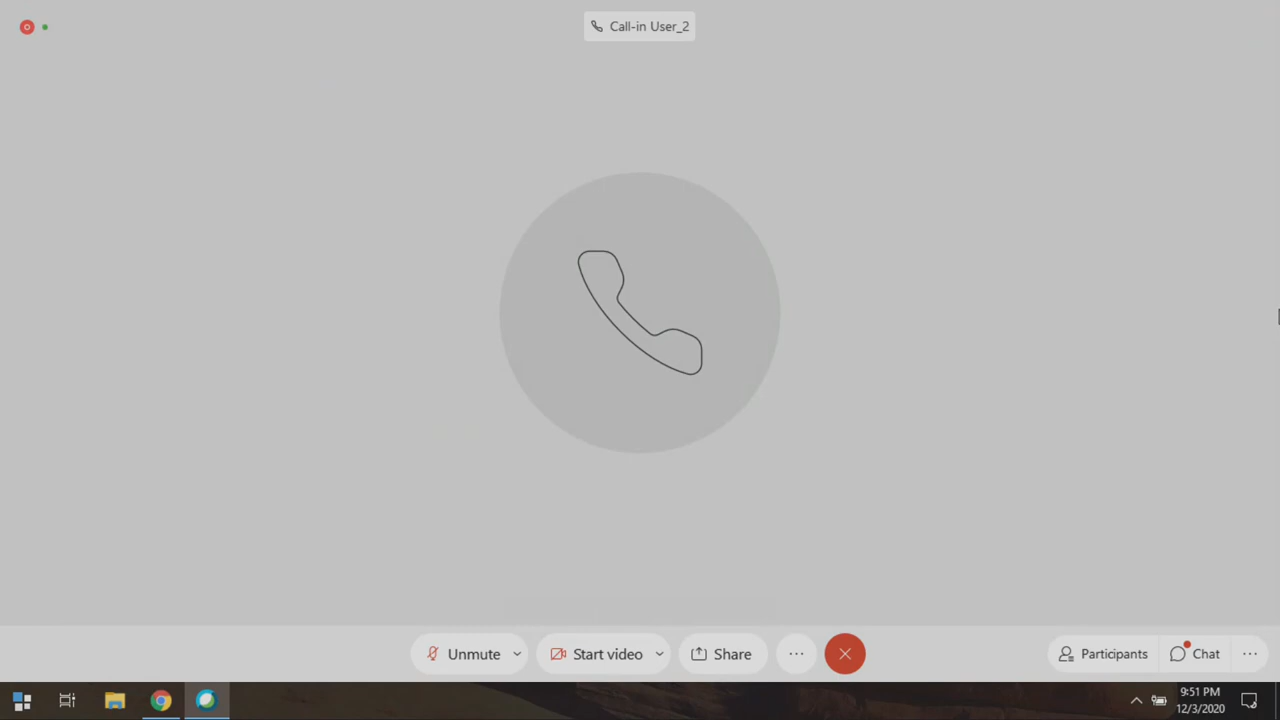 Call-in User_2
Unmute
Start video
Share
Participants
Chat
9:51 PM
12/3/2020